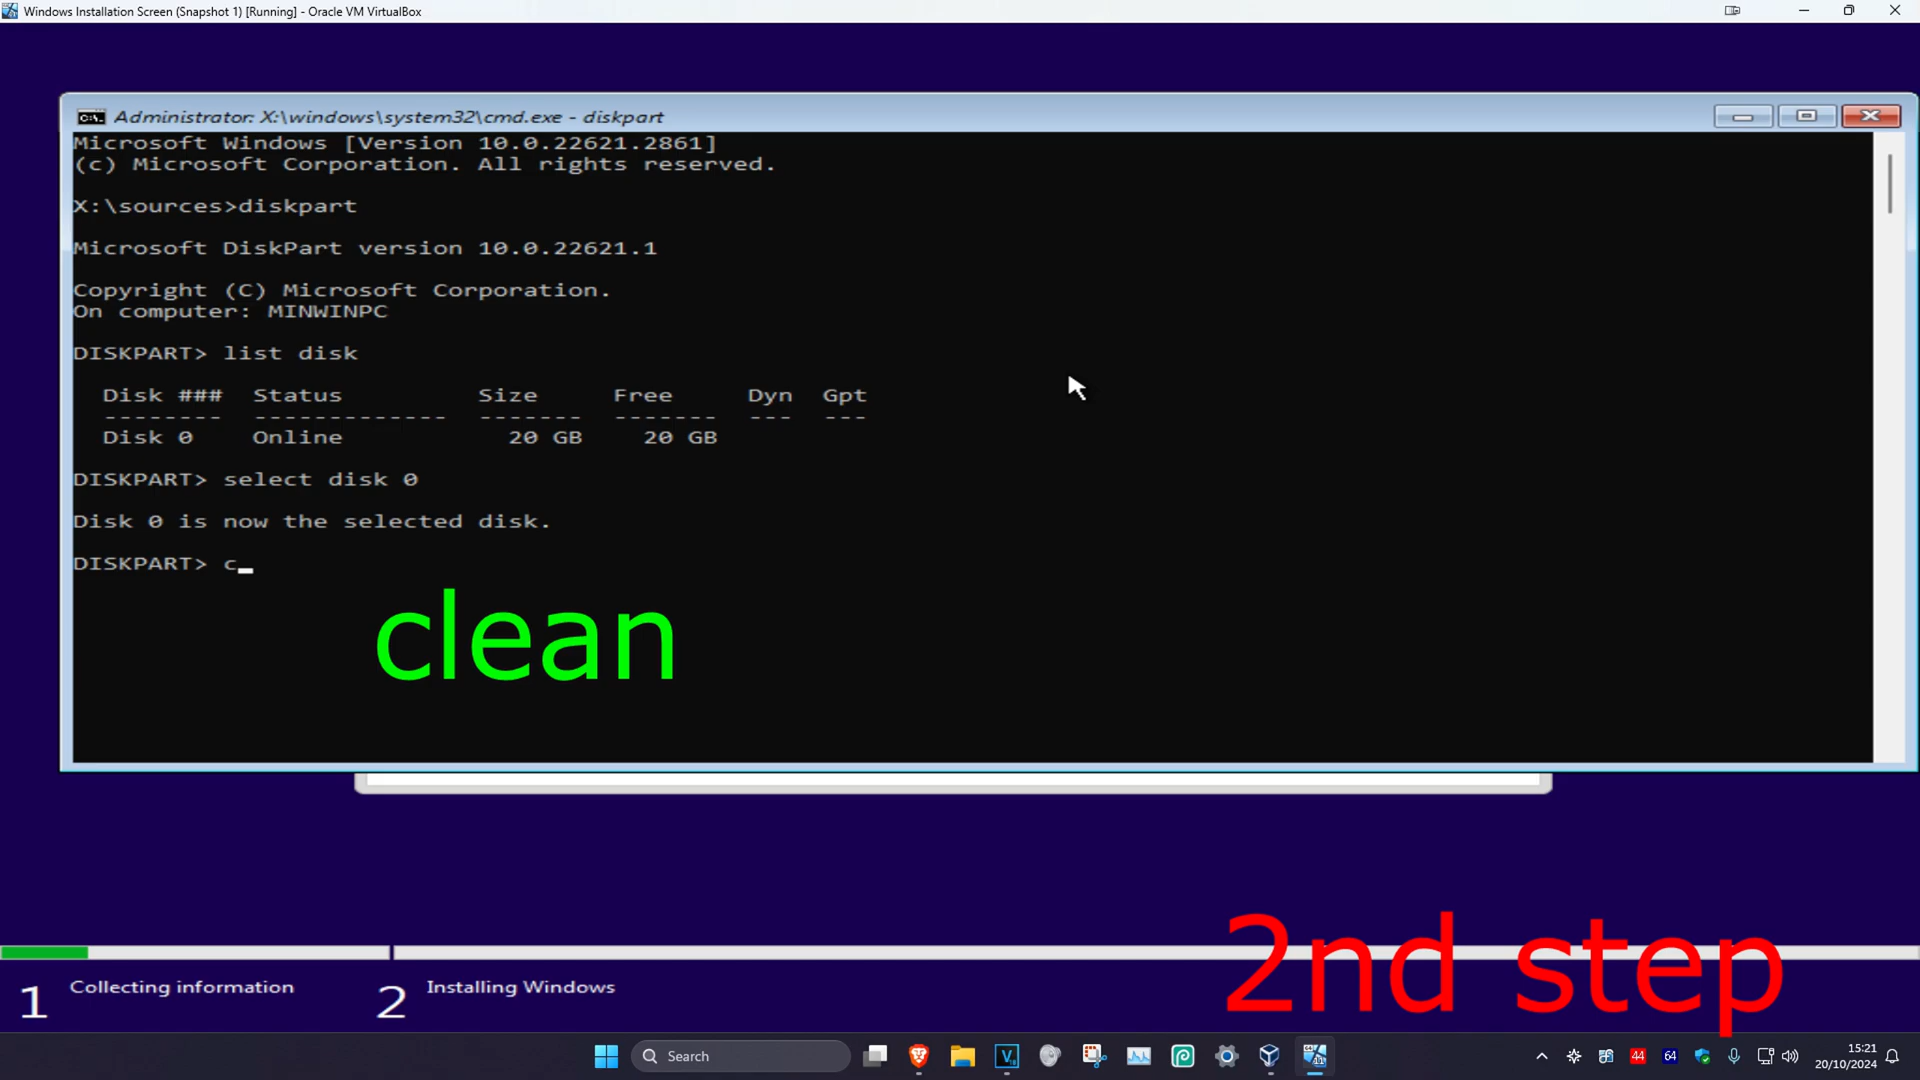 Windows Installation Screen (Snapshot 1) [Running] - Oracle VM VirtualBox
Administrator: X:\windows\system32\cmd.exe - diskpart
Microsoft Windows [Version 10.0.22621.2861]
(c) Microsoft Corporation. All rights reserved.
X:\sources>diskpart
Microsoft DiskPart version 10.0.22621.1
Copyright (C) Microsoft Corporation.
On computer: MINWINPC
DISKPART> list disk
Disk ###  Status         Size     Free     Dyn  Gpt
--------  -------------  -------  -------  ---  ---
Disk 0    Online           20 GB    20 GB
DISKPART> select disk 0
Disk 0 is now the selected disk.
DISKPART> c_
clean
2nd step
1 Collecting information 2 Installing Windows
Search
44
64
15:21
20/10/2024